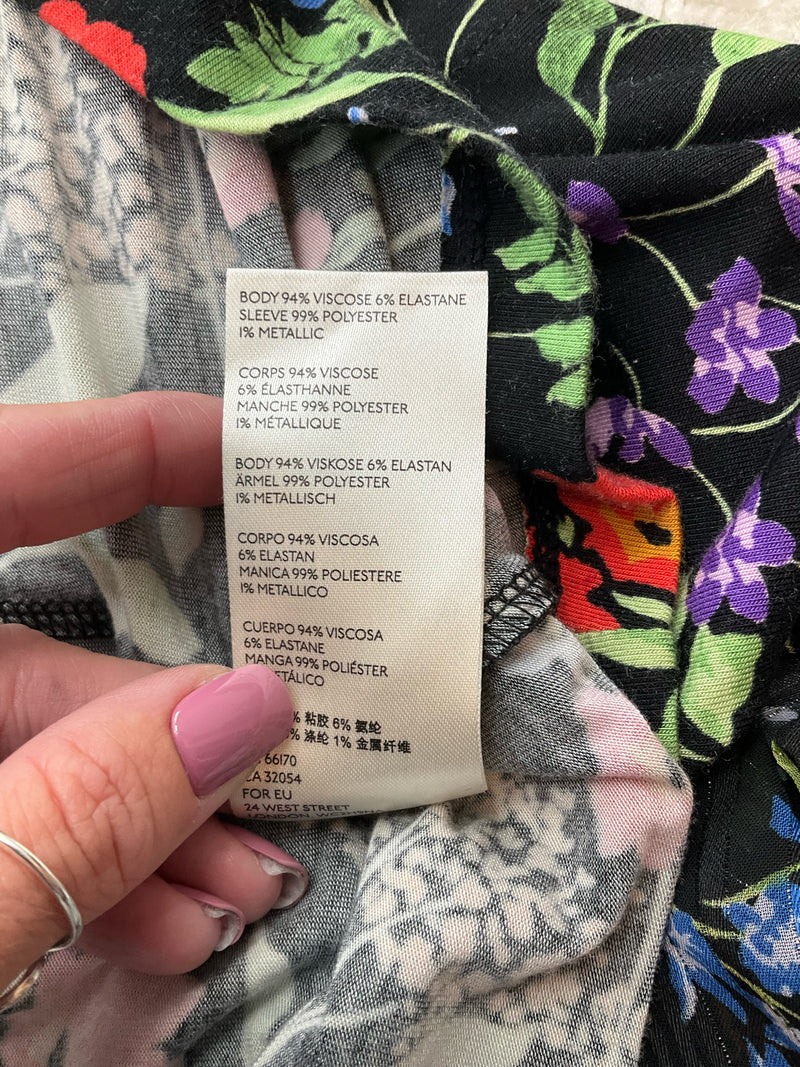 BODY 94% VISCOSE 6% ELASTANE
SLEEVE 99% POLYESTER
1% METALLIC
CORPS 94% VISCOSE
6% ÉLASTHANNE
MANCHE 99% POLYESTER
1% MÉTALLIQUE
BODY 94% VISKOSE 6% ELASTAN
ÄRMEL 99% POLYESTER
1% METALLISCH
CORPO 94% VISCOSA
6% ELASTAN
MANICA 99% POLIESTERE
1% METALLICO
CUERPO 94% VISCOSA
6% ELASTANE
MANGA 99% POLIÉSTER
% 粘胶 6% 氨纶
% 涤纶 1% 金属纤维
66170
CA 32054
FOR EU
24 WEST STREET
LONDON,